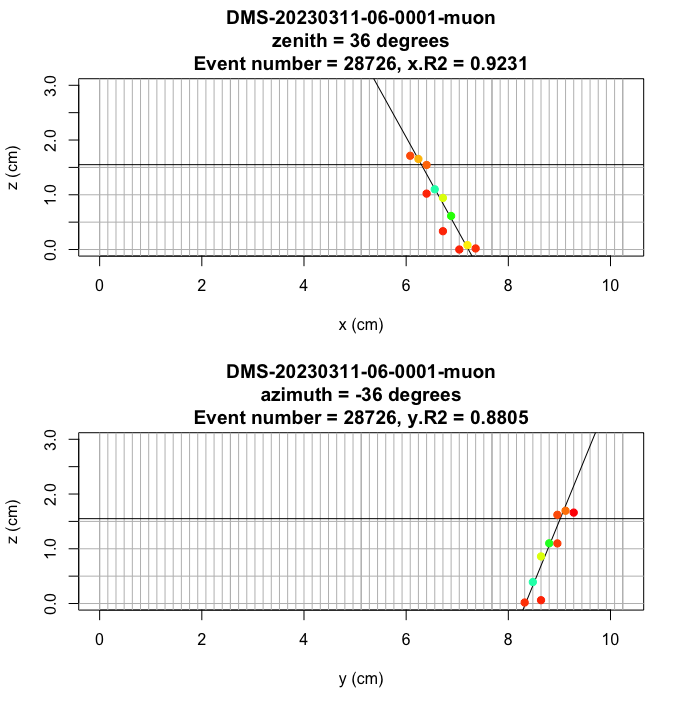 DMS-20230311-06-0001-muon
zenith = 36 degrees
Event number = 28726, x.R2 = 0.9231
3.0
2.0
1.0
0.0
z (cm)
0 2 4 6 8 10
x (cm)
DMS-20230311-06-0001-muon
azimuth = -36 degrees
Event number = 28726, y.R2 = 0.8805
3.0
2.0
1.0
0.0
z (cm)
0 2 4 6 8 10
y (cm)